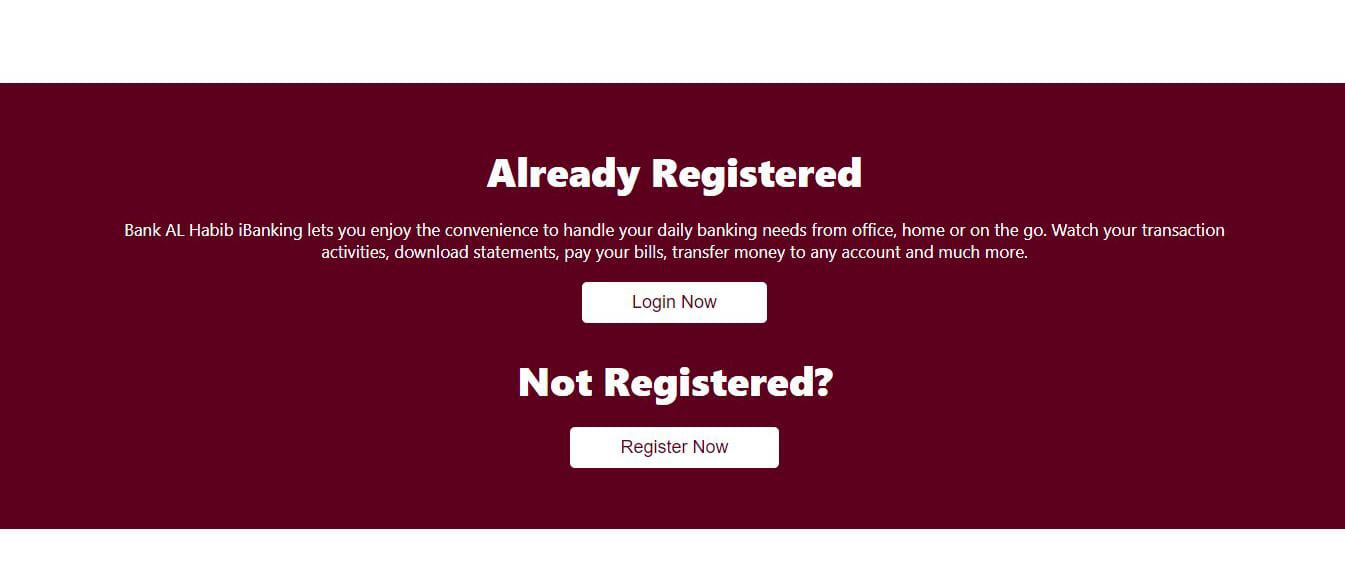 Already Registered
Bank AL Habib iBanking lets you enjoy the convenience to handle your daily banking needs from office, home or on the go. Watch your transaction
activities, download statements, pay your bills, transfer money to any account and much more.
Login Now
Not Registered?
Register Now